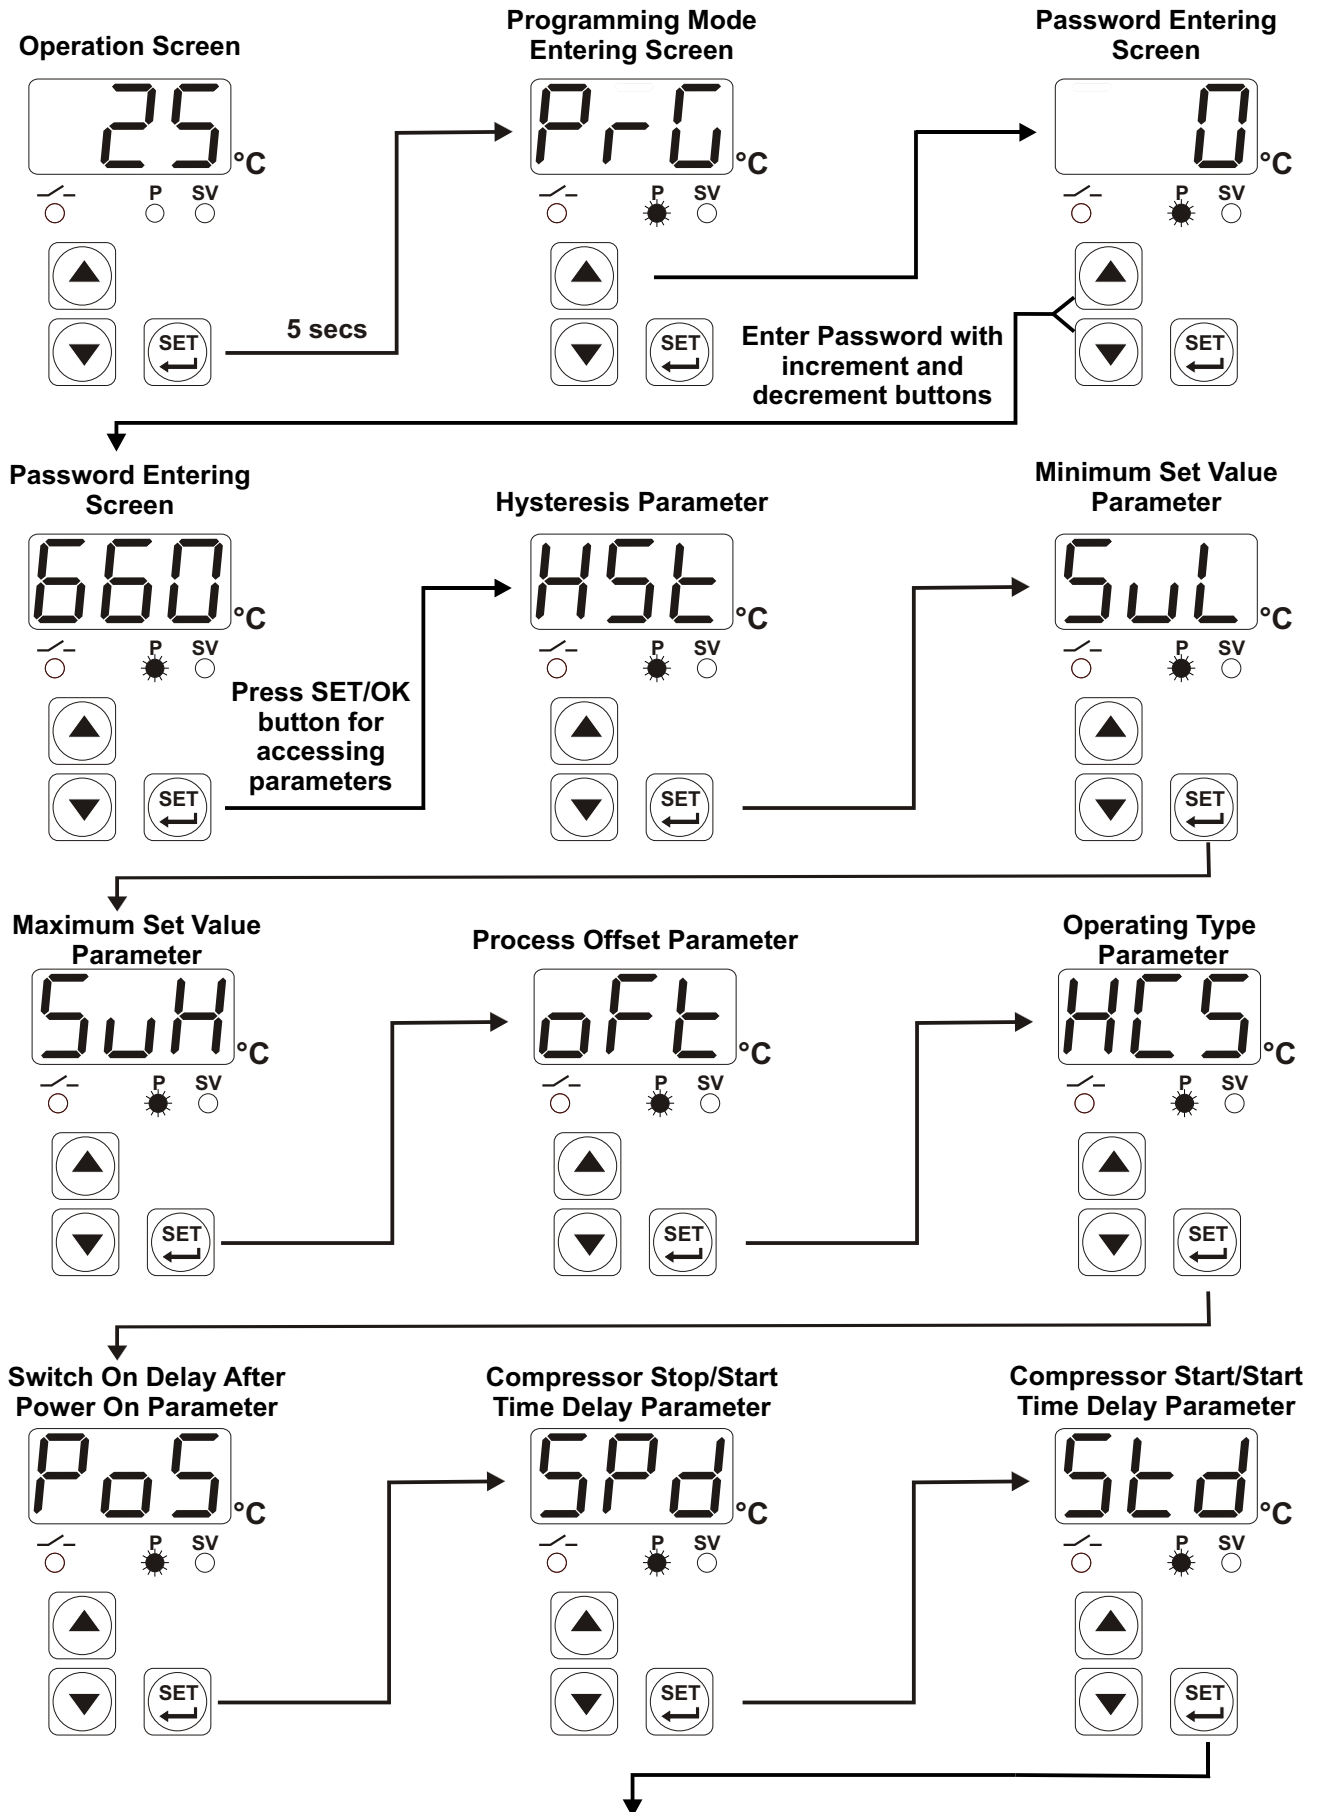 Operation Screen
Programming Mode
Entering Screen
Password Entering
Screen
25
°C
P SV
SET
5 secs
PrG
°C
P SV
SET
0
°C
P SV
SET
Enter Password with
increment and
decrement buttons
Password Entering
Screen
660
°C
P SV
SET
Press SET/OK
button for
accessing
parameters
Hysteresis Parameter
HSt
°C
P SV
SET
Minimum Set Value
Parameter
SuL
°C
P SV
SET
Maximum Set Value
Parameter
SuH
°C
P SV
SET
Process Offset Parameter
oFt
°C
P SV
SET
Operating Type
Parameter
HCS
°C
P SV
SET
Switch On Delay After
Power On Parameter
PoS
°C
P SV
SET
Compressor Stop/Start
Time Delay Parameter
SPd
°C
P SV
SET
Compressor Start/Start
Time Delay Parameter
Std
°C
P SV
SET